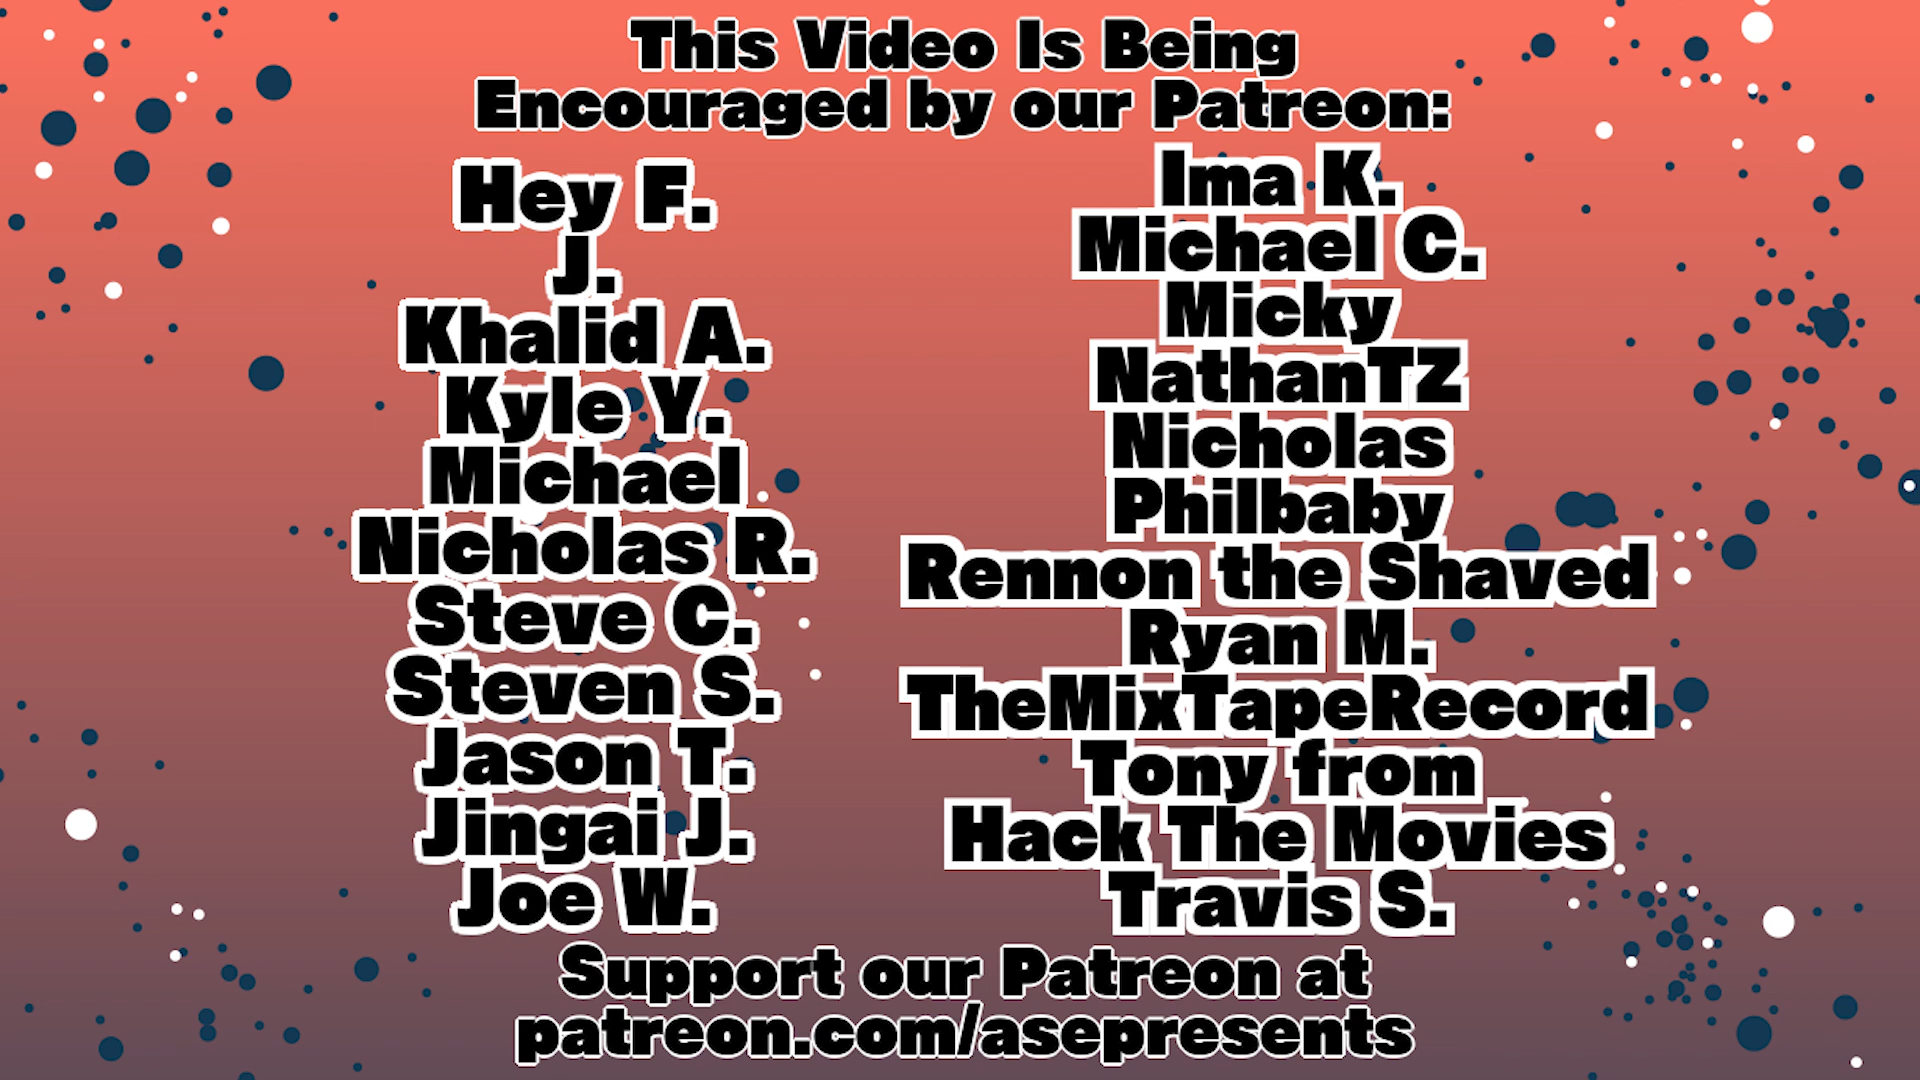 This Video Is Being
Encouraged by our Patreon:
Hey F.
J.
Khalid A.
Kyle Y.
Michael
Nicholas R.
Steve C.
Steven S.
Jason T.
Jingai J.
Joe W.
Ima K.
Michael C.
Micky
NathanTZ
Nicholas
Philbaby
Rennon the Shaved
Ryan M.
TheMixTapeRecord
Tony from
Hack The Movies
Travis S.
Support our Patreon at
patreon.com/asepresents